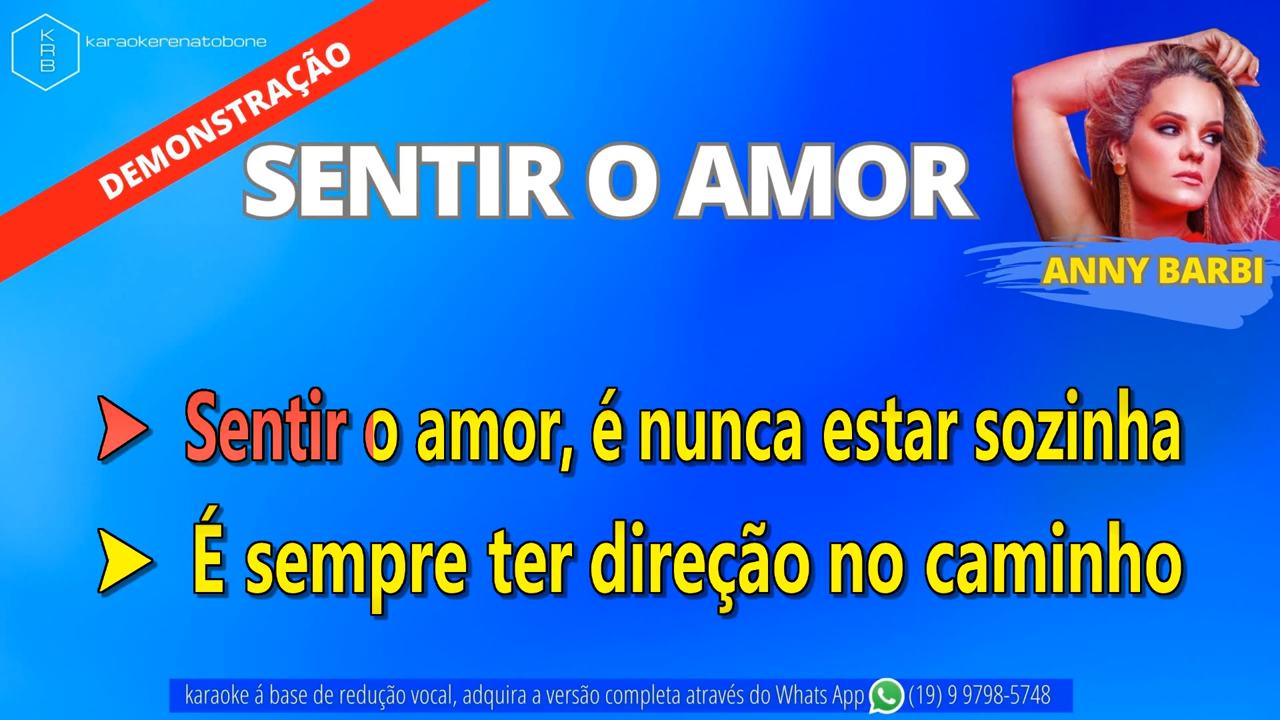 KRB
karaokerenatobone
DEMONSTRAÇÃO
SENTIR O AMOR
ANNY BARBI
Sentir o amor, é nunca estar sozinha
É sempre ter direção no caminho
karaoke á base de redução vocal, adquira a versão completa através do Whats App (19) 9 9798-5748